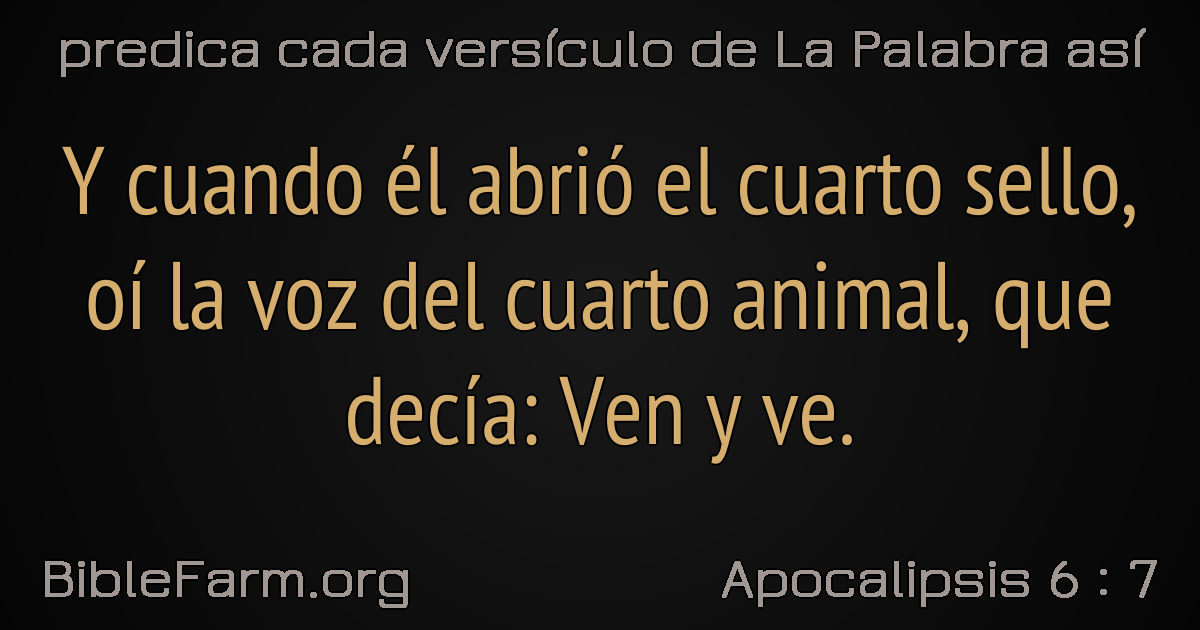 predica cada versículo de La Palabra así
Y cuando él abrió el cuarto sello,
oí la voz del cuarto animal, que
decía: Ven y ve.
BibleFarm.org
Apocalipsis 6 : 7